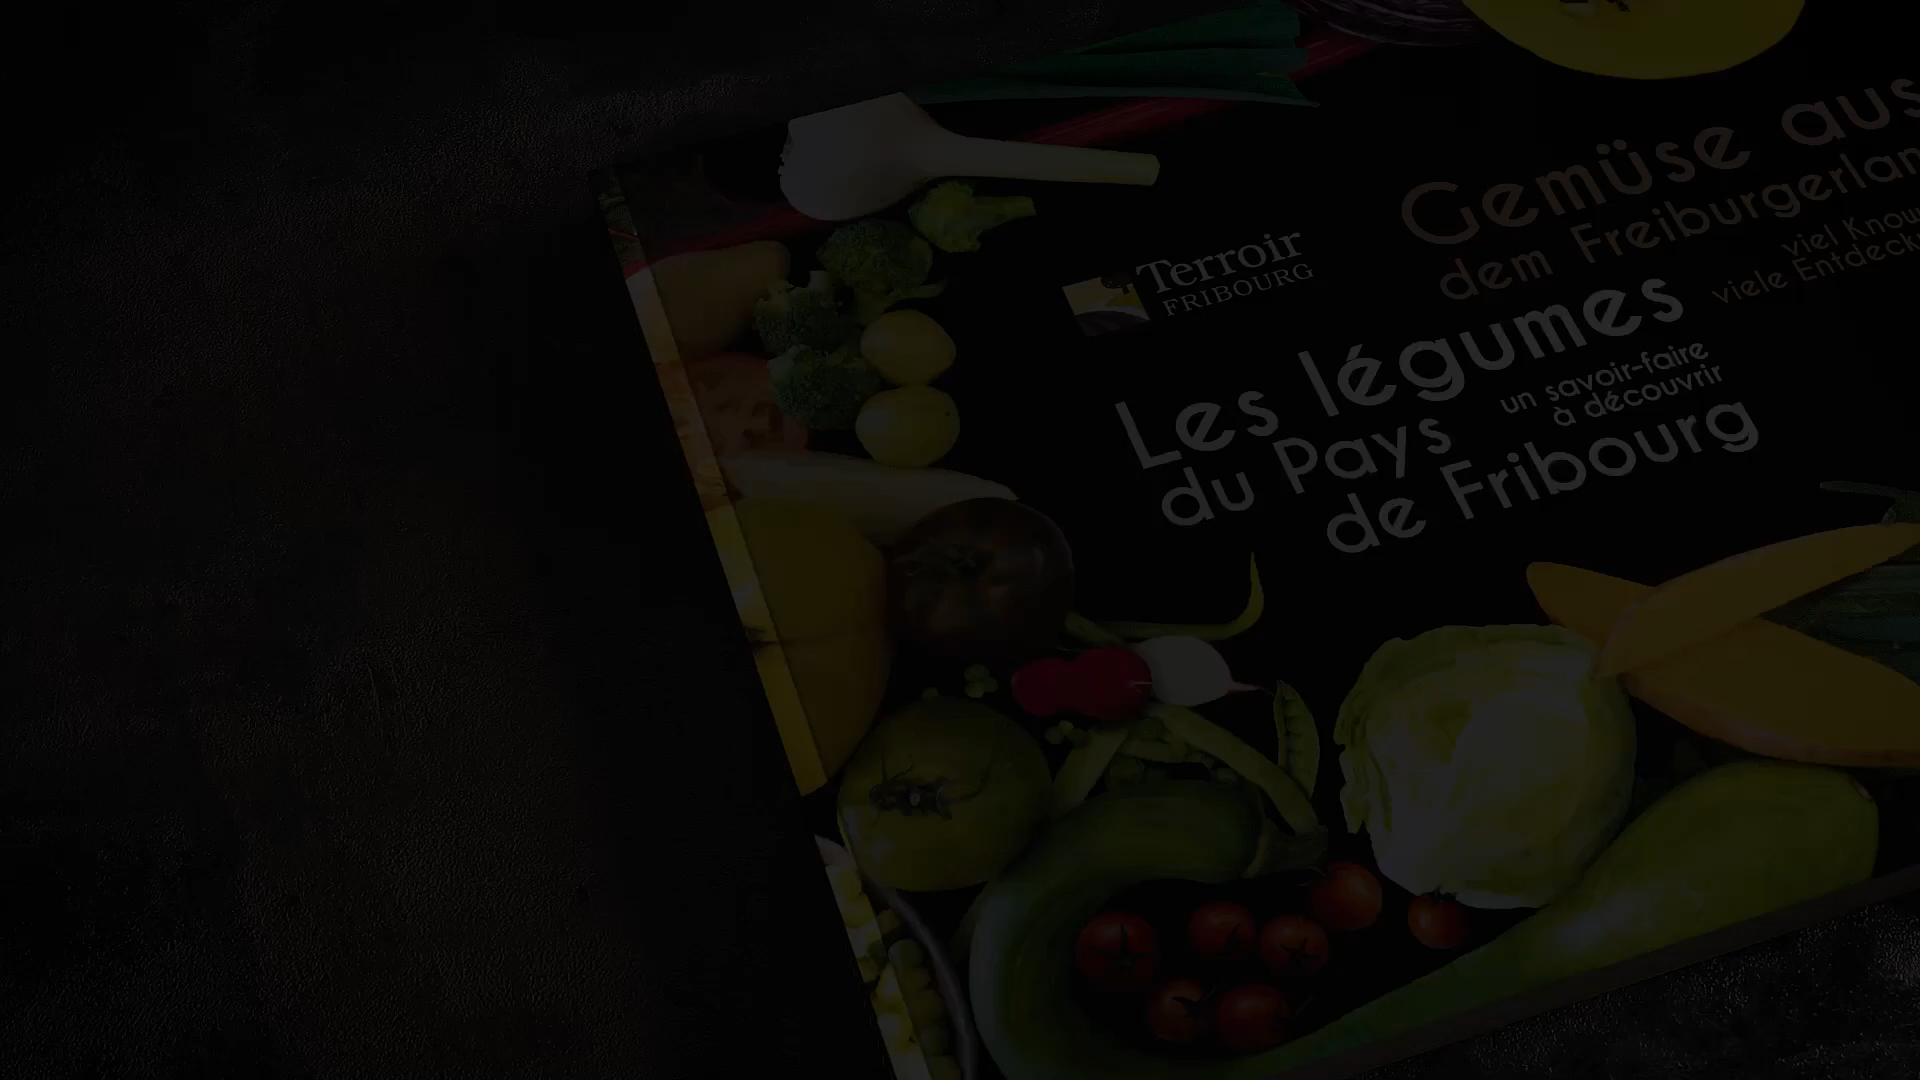 Gemüse aus
dem Freiburgerlan
viel Know
viele Entdeck
Terroir
FRIBOURG
Les légumes
du Pays
un savoir-faire
à découvrir
de Fribourg